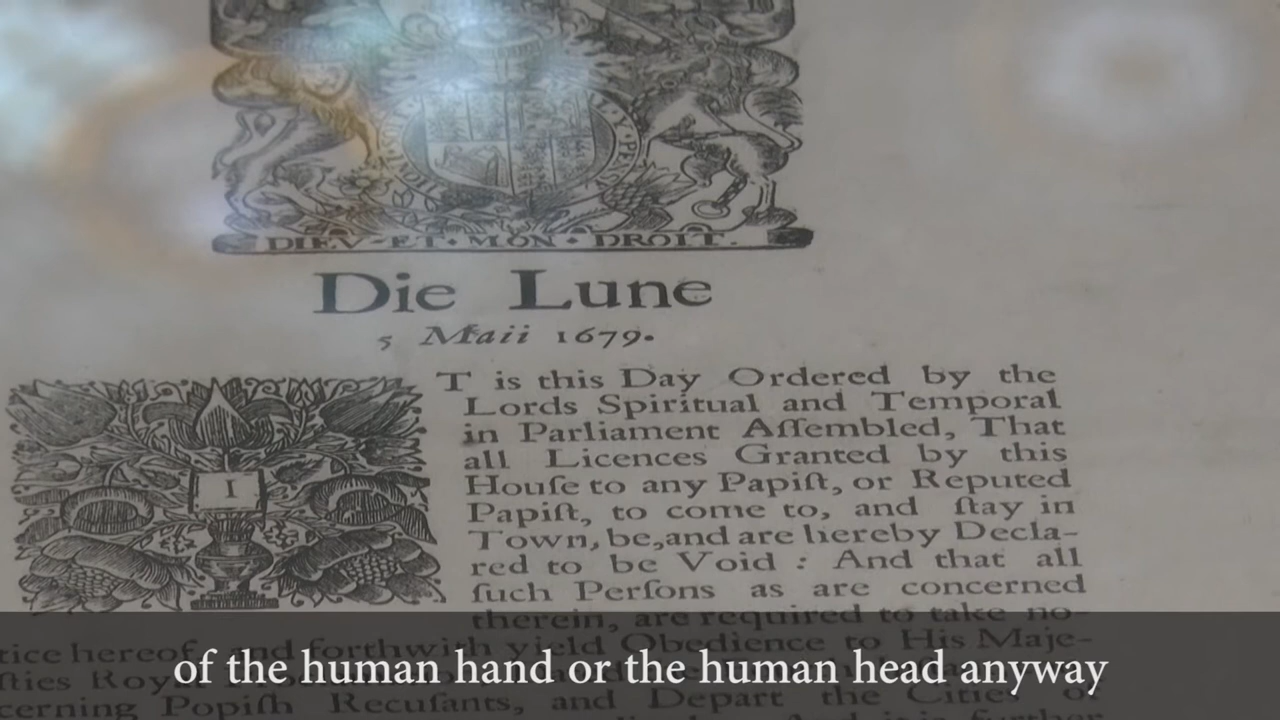 DIEV·ET·MON·DROIT.
Die Lune
5 Maii 1679.
I
T is this Day Ordered by the
Lords Spiritual and Temporal
in Parliament Aſſembled, That
all Licences Granted by this
Houſe to any Papiſt, or Reputed
Papiſt, to come to, and ſtay in
Town, be,and are hereby Decla-
red to be Void : And that all
ſuch Perſons as are concerned
therein, are required to take no-
tice hereof, and forthwith yield Obedience to His Maje-
ſties
cerning Popiſh Recuſants, and Depart the Cities of
of the human hand or the human head anyway